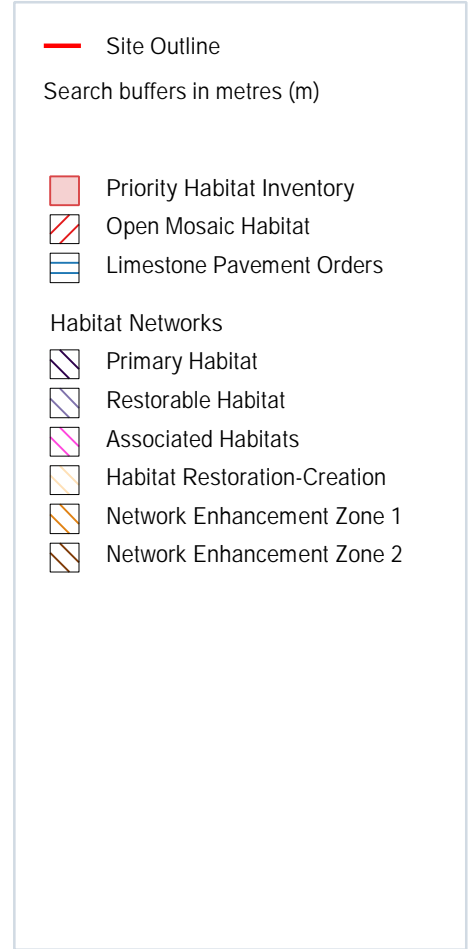 Site Outline
Search buffers in metres (m)
Priority Habitat Inventory
Open Mosaic Habitat
Limestone Pavement Orders
Habitat Networks
Primary Habitat
Restorable Habitat
Associated Habitats
Habitat Restoration-Creation
Network Enhancement Zone 1
Network Enhancement Zone 2